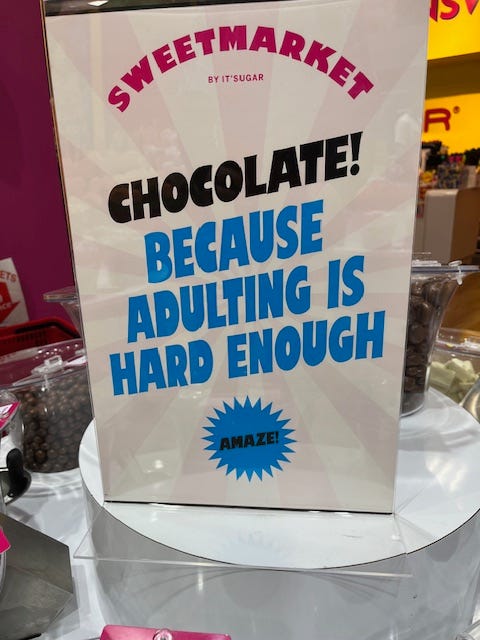 SWEETMARKET
BY IT'SUGAR
CHOCOLATE!
BECAUSE
ADULTING IS
HARD ENOUGH
AMAZE!